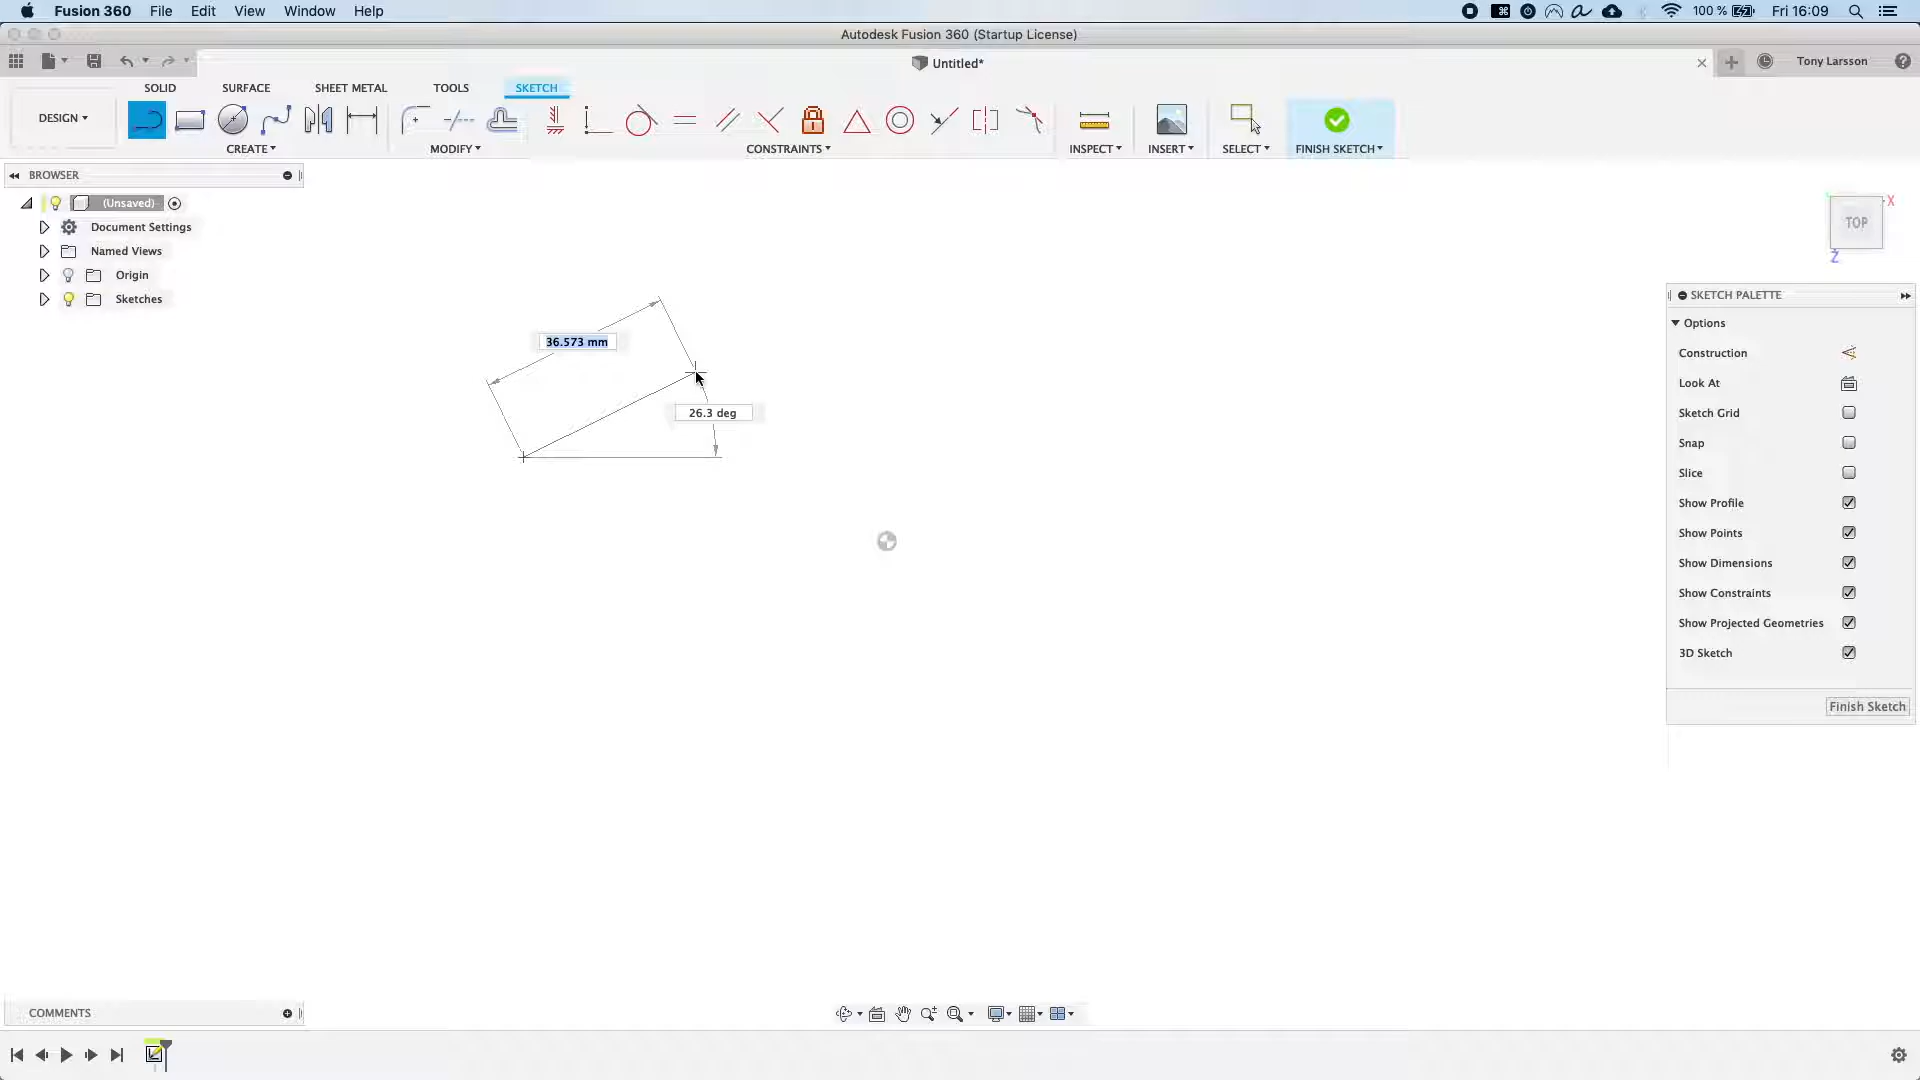 Fusion 360 File Edit View Window Help 100 % Fri 16:09
Autodesk Fusion 360 (Startup License)
Untitled* Tony Larsson
SOLID SURFACE SHEET METAL TOOLS SKETCH
DESIGN
CREATE MODIFY CONSTRAINTS INSPECT INSERT SELECT FINISH SKETCH
BROWSER
(Unsaved)
Document Settings
Named Views
Origin
Sketches
X
TOP
Z
36.573 mm
26.3 deg
SKETCH PALETTE
Options
Construction
Look At
Sketch Grid
Snap
Slice
Show Profile
Show Points
Show Dimensions
Show Constraints
Show Projected Geometries
3D Sketch
Finish Sketch
COMMENTS